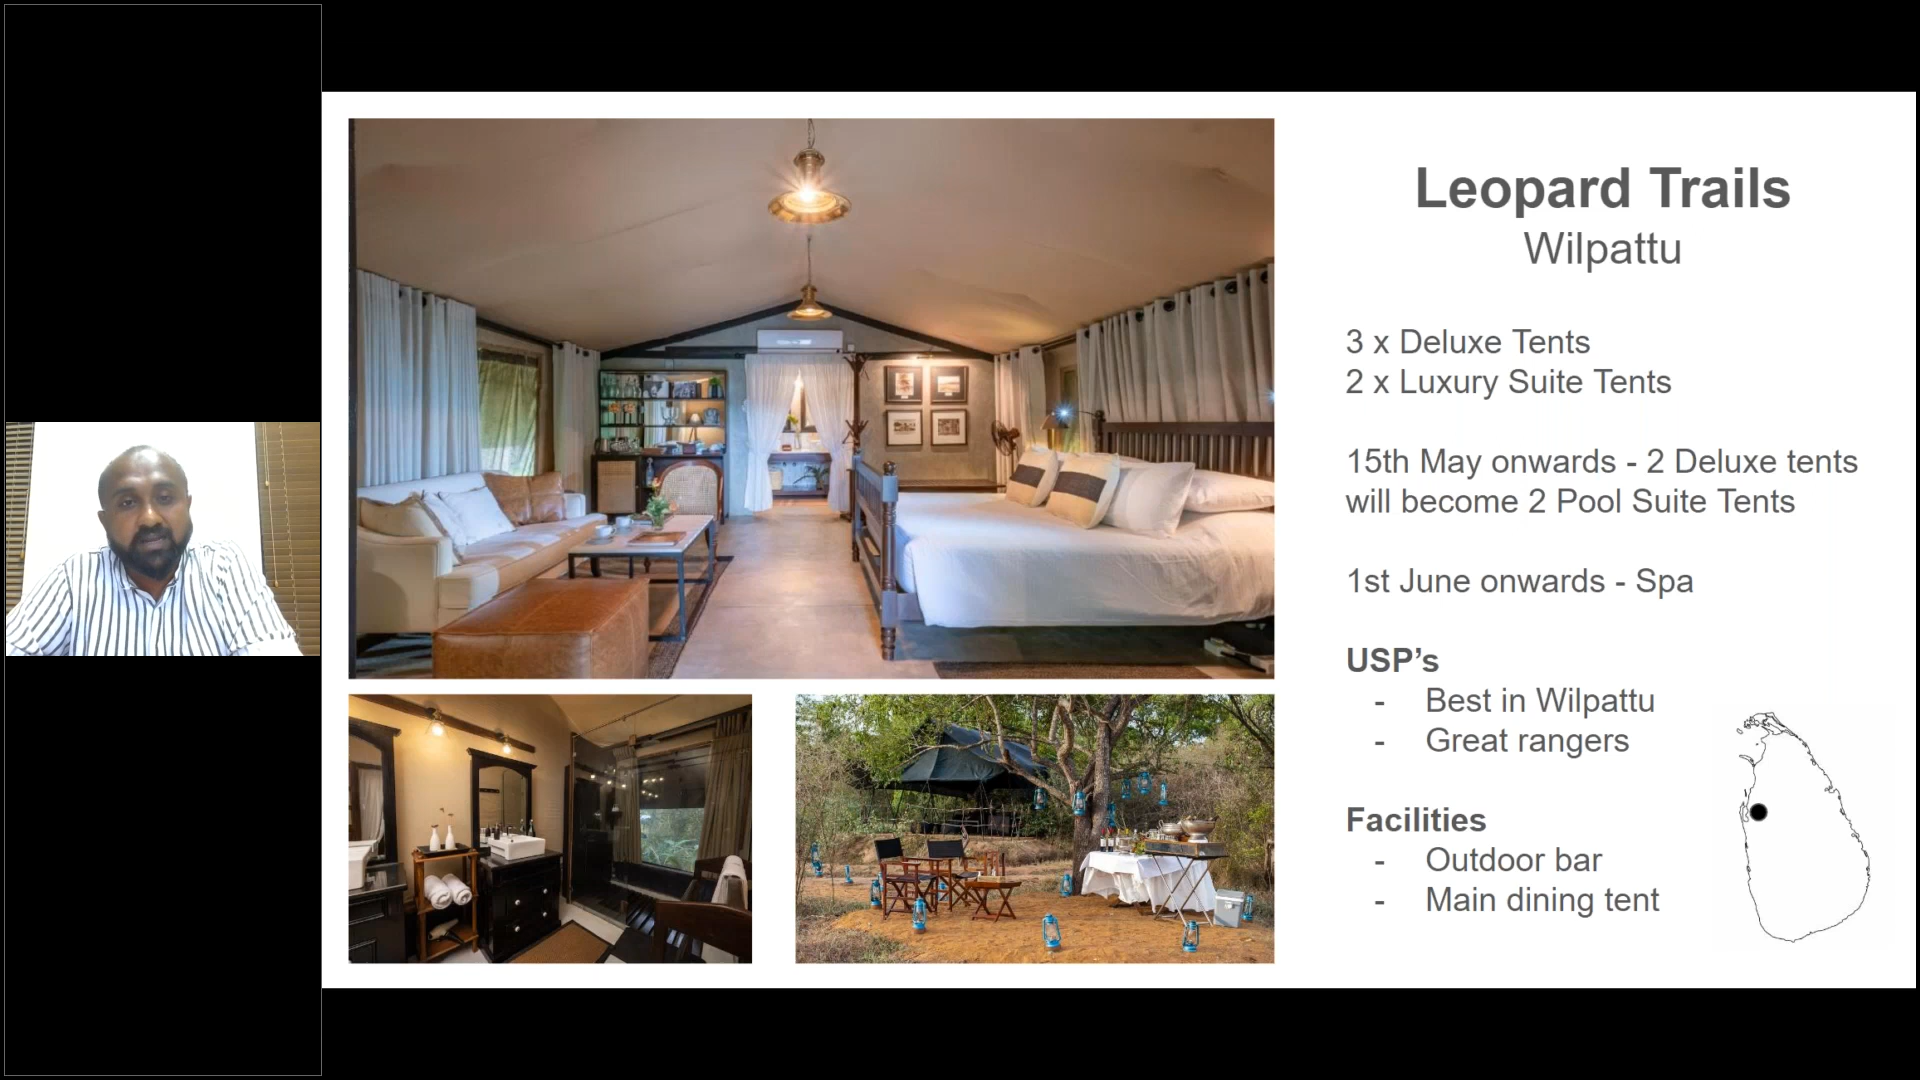 Leopard Trails
Wilpattu
3 x Deluxe Tents
2 x Luxury Suite Tents
15th May onwards - 2 Deluxe tents
will become 2 Pool Suite Tents
1st June onwards - Spa
USP’s
- Best in Wilpattu
- Great rangers
Facilities
- Outdoor bar
- Main dining tent